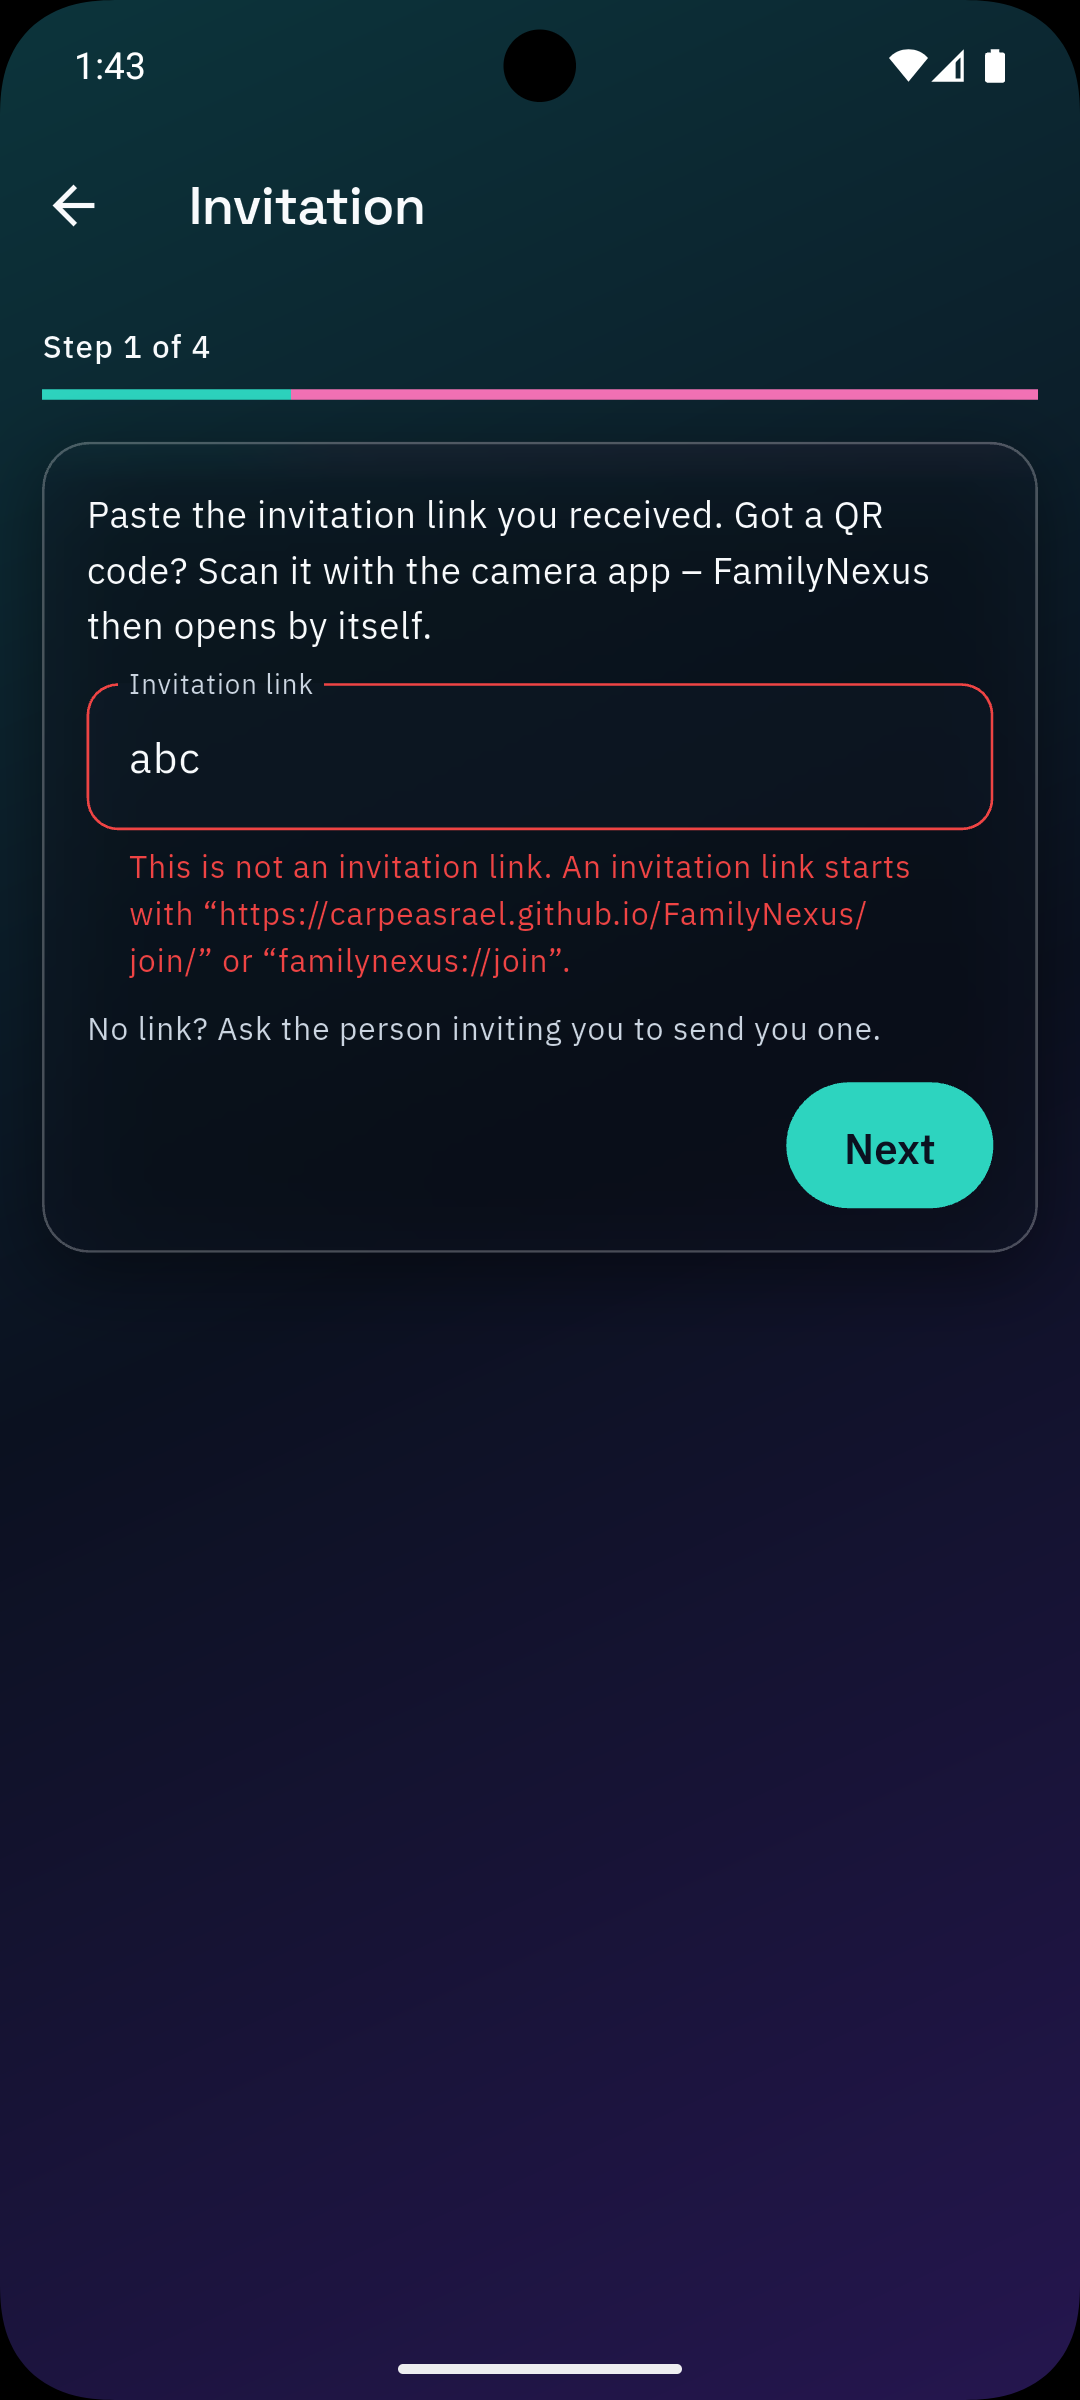 1:43
Invitation
Step 1 of 4
Paste the invitation link you received. Got a QR
code? Scan it with the camera app – FamilyNexus
then opens by itself.
Invitation link
abc
This is not an invitation link. An invitation link starts
with “https://carpeasrael.github.io/FamilyNexus/
join/” or “familynexus://join”.
No link? Ask the person inviting you to send you one.
Next